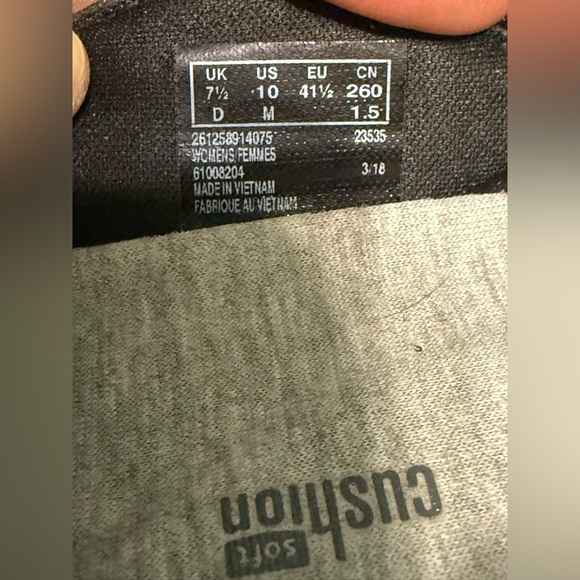 UK US EU CN
7½ 10 41½ 260
D M 1.5
261258914075 23535
WOMENS/FEMMES
61008204 3/18
MADE IN VIETNAM
FABRIQUE AU VIETNAM
cushion
soft